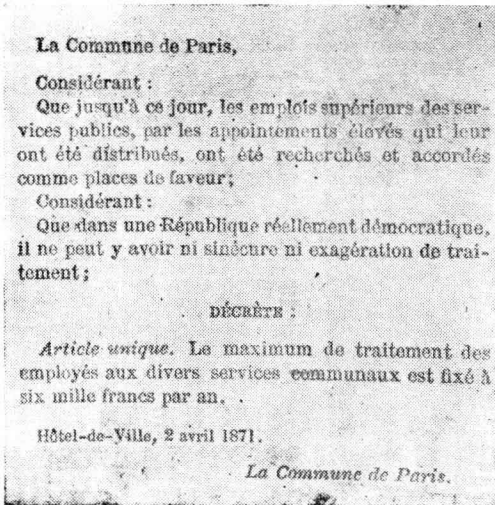 La Commune de Paris,
Considérant :
Que jusqu'à ce jour, les emplois supérieurs des ser-
vices publics, par les appointements élevés qui leur
ont été distribués, ont été recherchés et accordés
comme places de faveur;
Considérant :
Que dans une République réellement démocratique,
il ne peut y avoir ni sinécure ni exagération de trai-
tement;
DÉCRÈTE :
Article unique. Le maximum de traitement des
employés aux divers services communaux est fixé à
six mille francs par an.
Hôtel-de-Ville, 2 avril 1871.
La Commune de Paris.